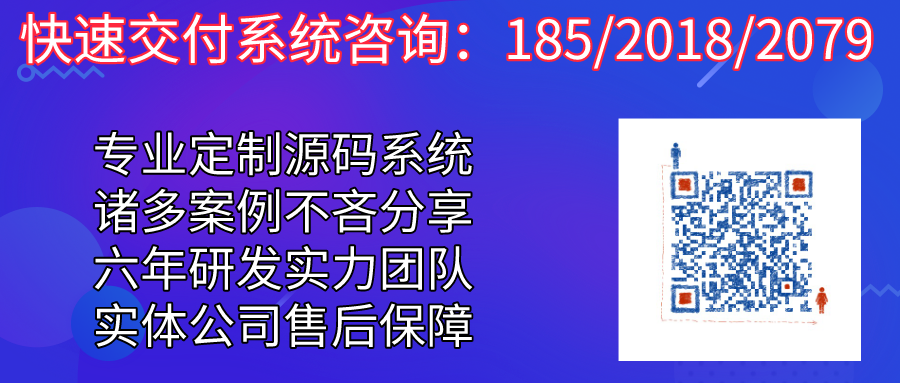 快速交付系统咨询：185/2018/2079
专业定制源码系统
诸多案例不吝分享
六年研发实力团队
实体公司售后保障